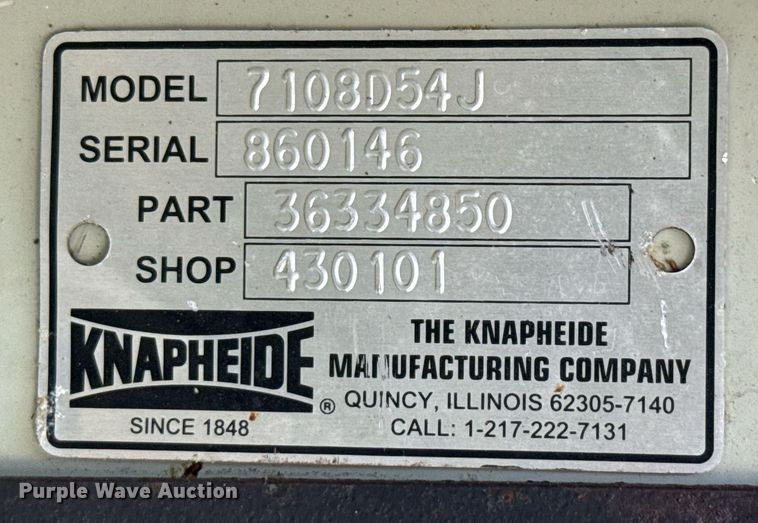 MODEL 7108D54J
SERIAL 860146
PART 36334850
SHOP 430101
KNAPHEIDE ®
SINCE 1848
THE KNAPHEIDE
MANUFACTURING COMPANY
QUINCY, ILLINOIS 62305-7140
CALL: 1-217-222-7131
Purple Wave Auction